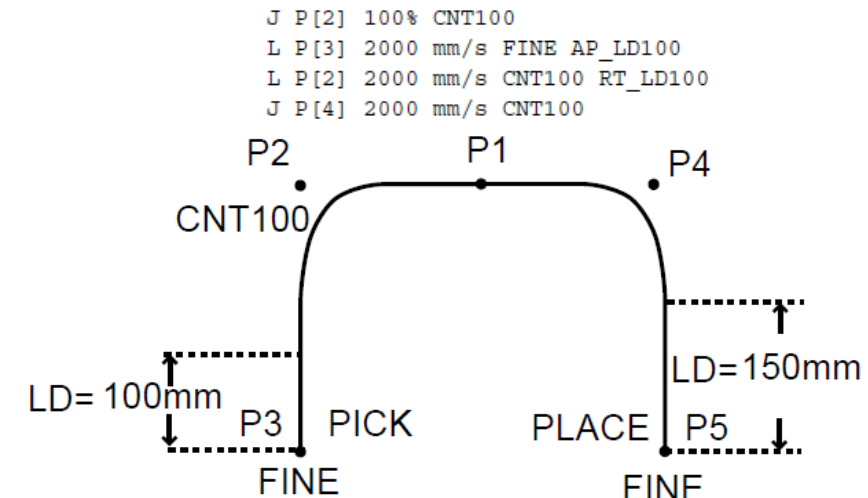 J P[2] 100% CNT100
L P[3] 2000 mm/s FINE AP_LD100
L P[2] 2000 mm/s CNT100 RT_LD100
J P[4] 2000 mm/s CNT100
P2 P1 P4
CNT100
LD= 100mm LD=150mm
P3 PICK PLACE P5
FINE FINE